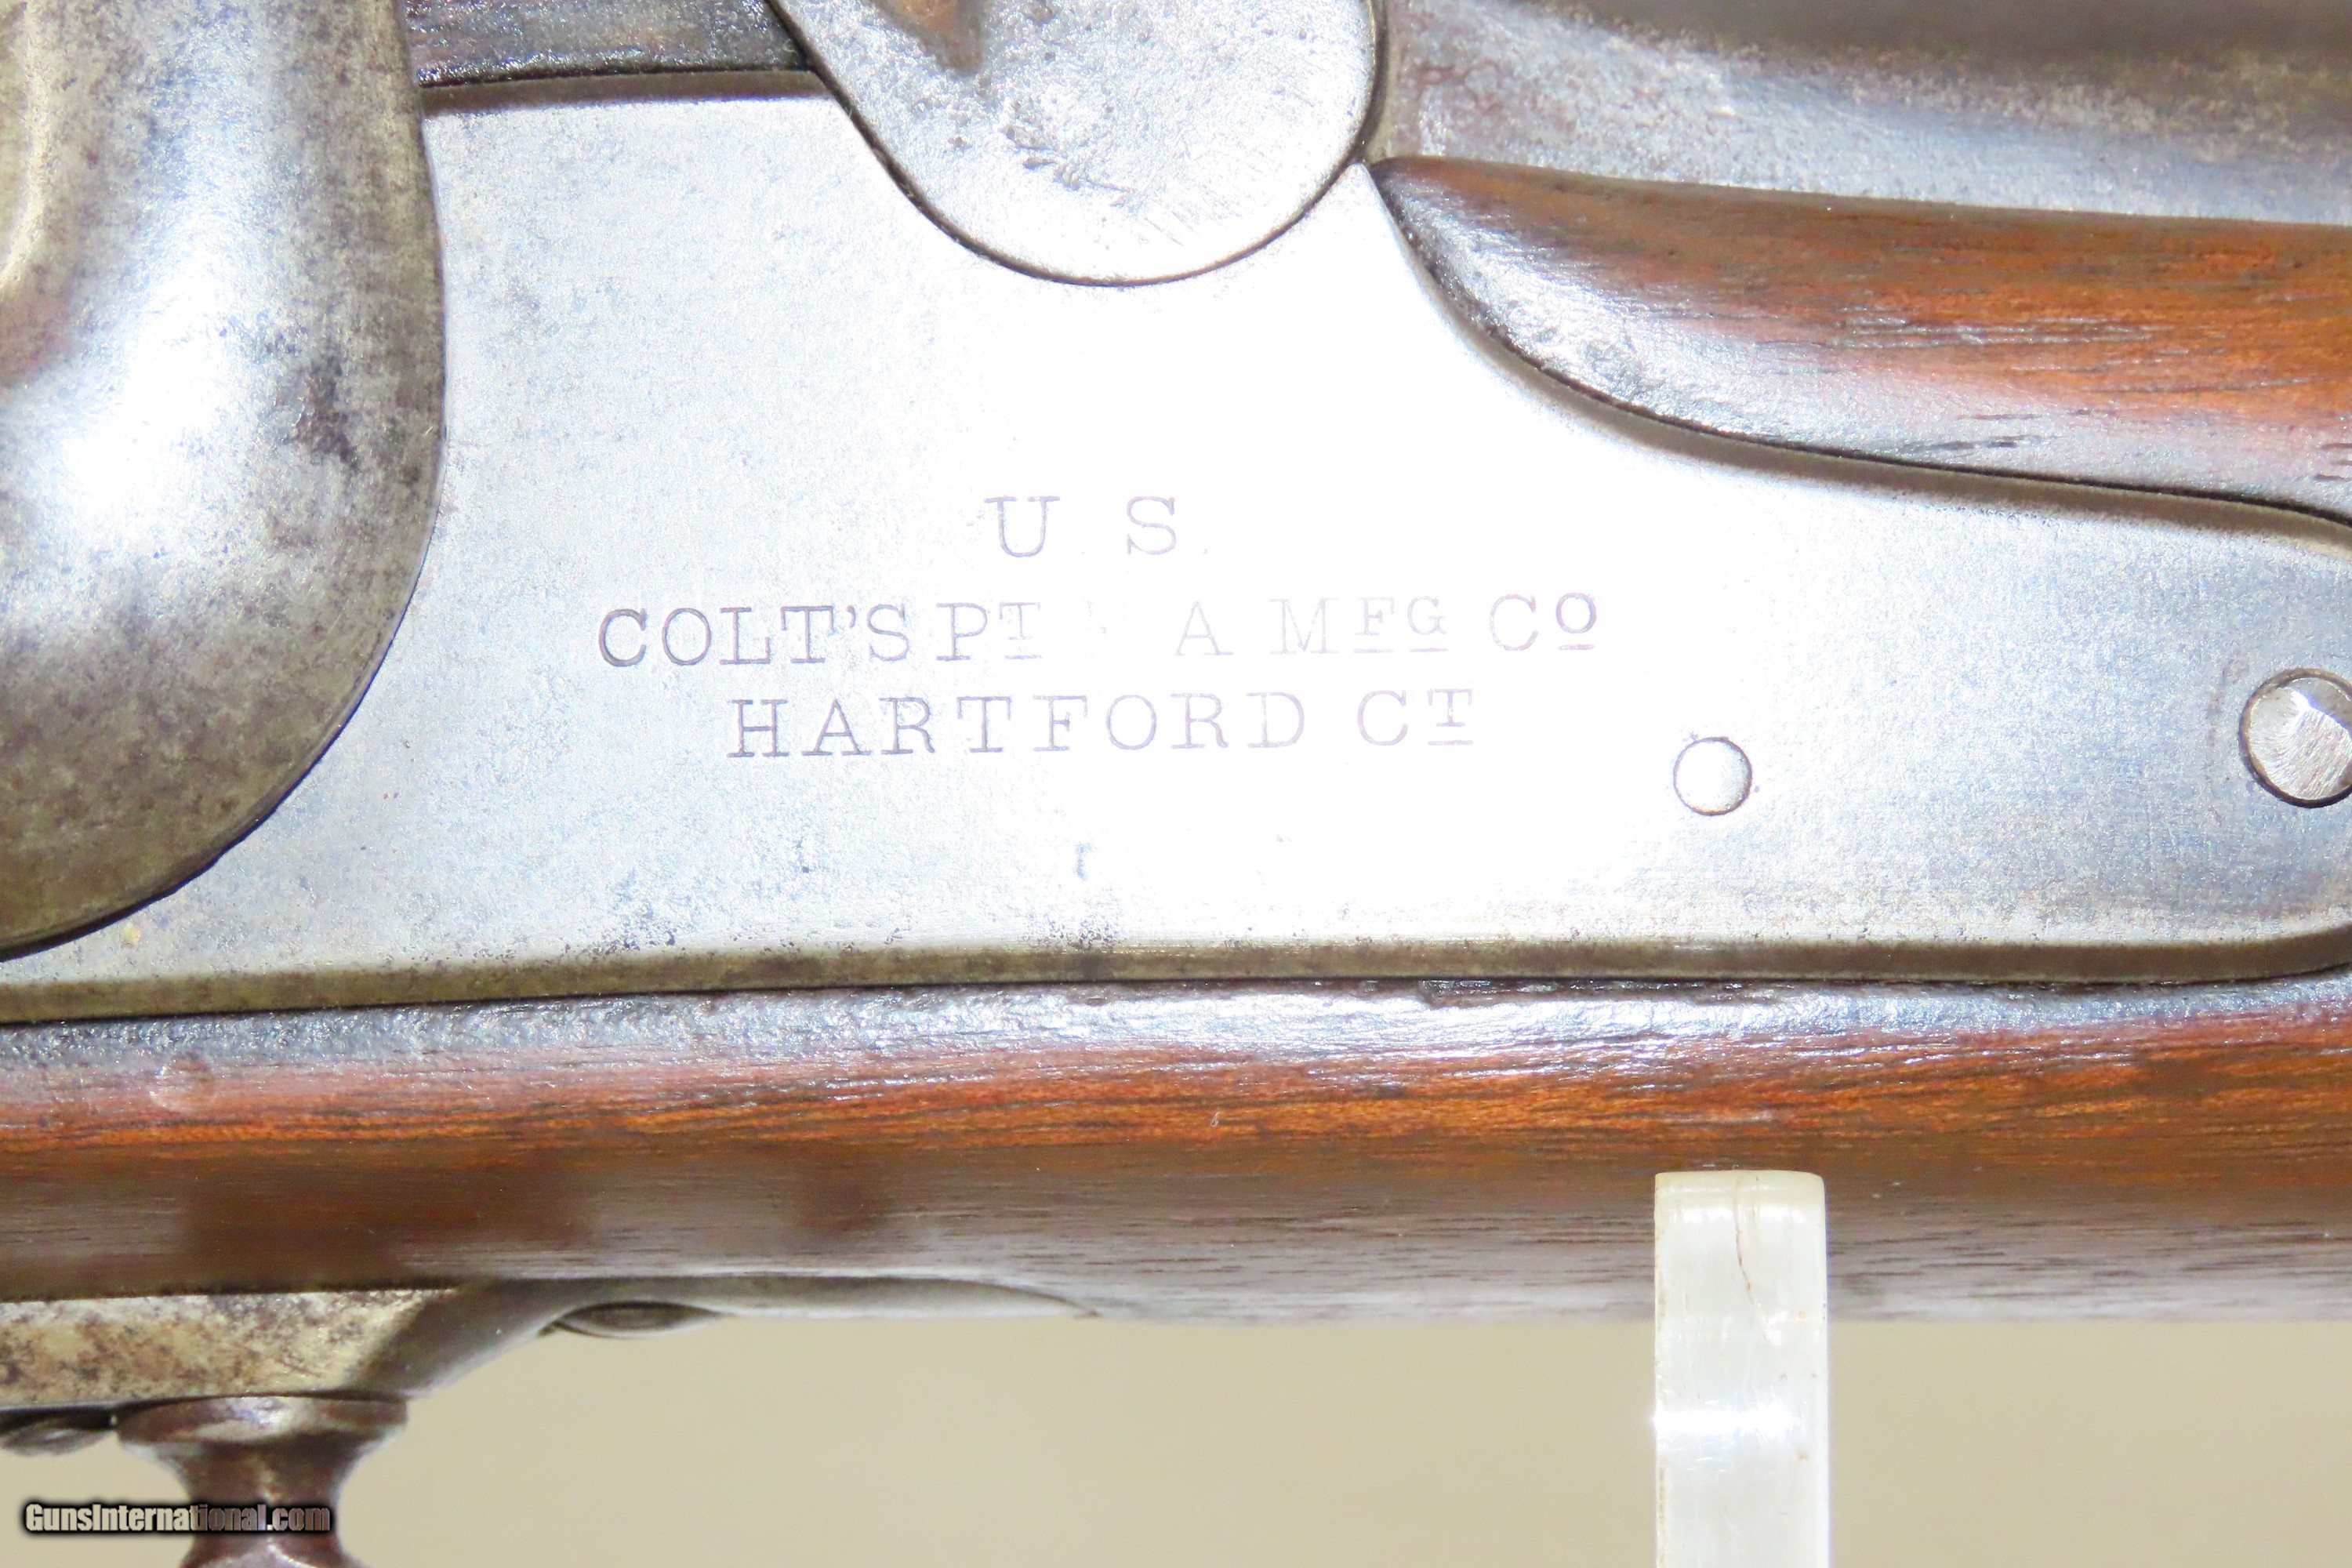 U. S.
COLT'S PT A MFG CO
HARTFORD CT
GunsInternational.com